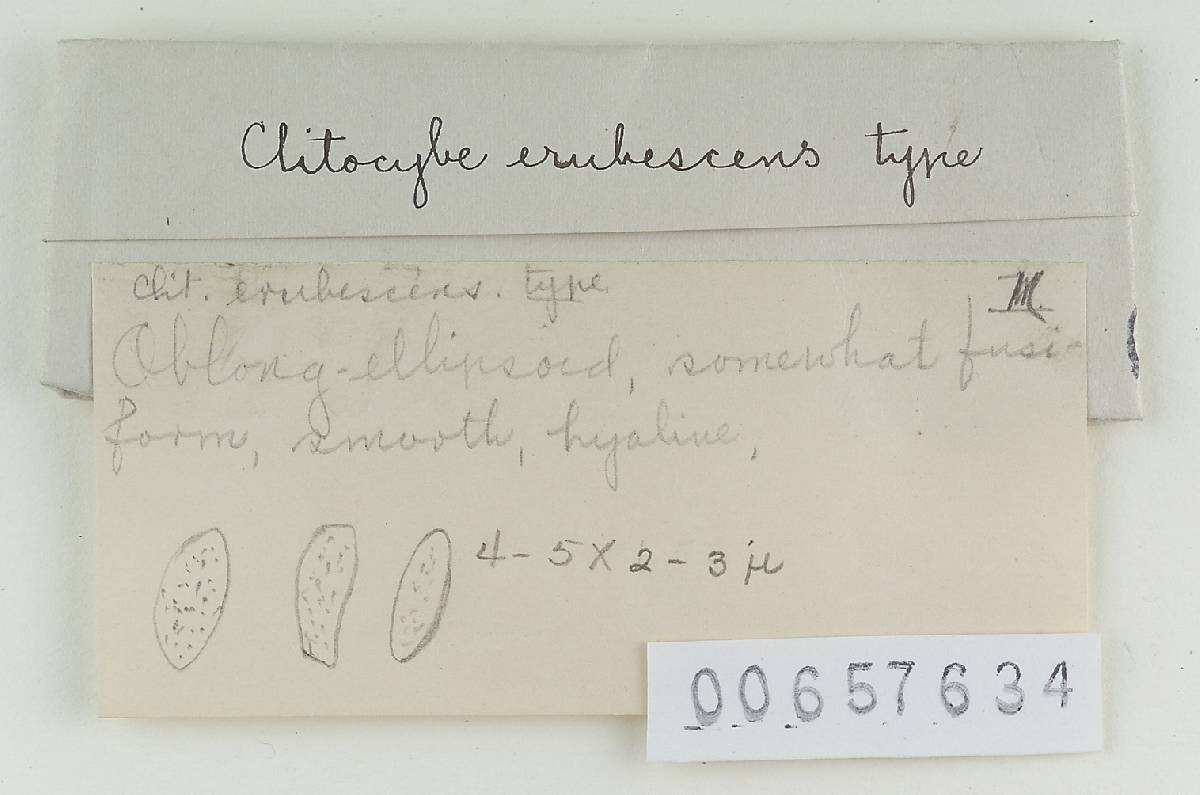 Clitocybe erubescens type
Clit. erubescens. type
M.
Oblong-ellipsoid, somewhat fusi-
form, smooth, hyaline,
4-5 X 2-3 μ
00657634